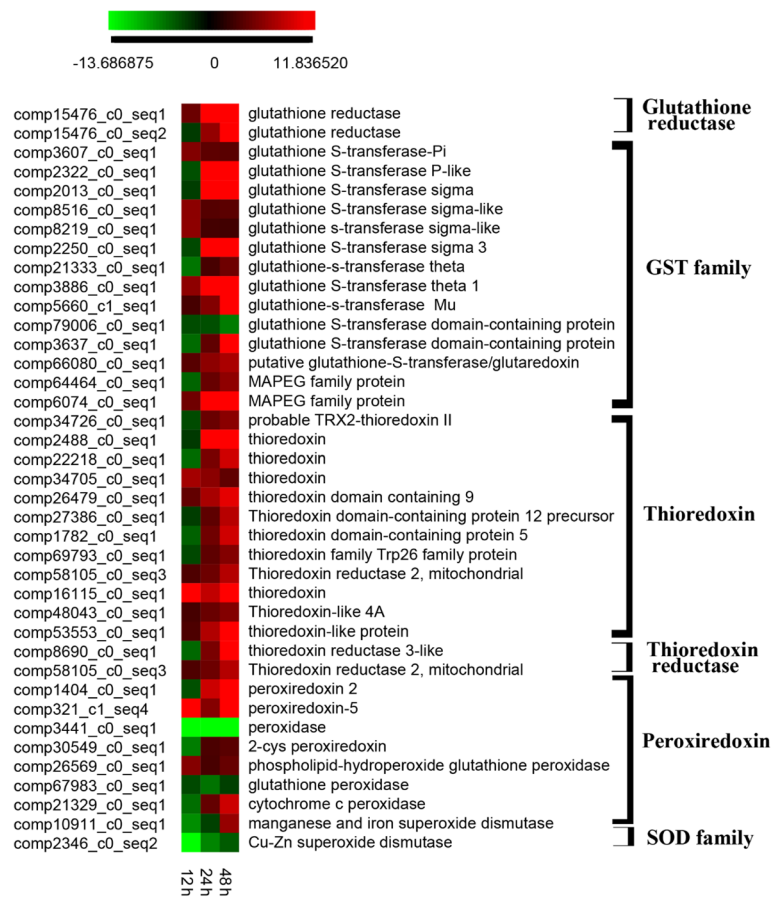 -13.686875 0 11.836520
comp15476_c0_seq1 glutathione reductase
comp15476_c0_seq2 glutathione reductase
Glutathione
reductase
comp3607_c0_seq1 glutathione S-transferase-Pi
comp2322_c0_seq1 glutathione S-transferase P-like
comp2013_c0_seq1 glutathione S-transferase sigma
comp8516_c0_seq1 glutathione S-transferase sigma-like
comp8219_c0_seq1 glutathione s-transferase sigma-like
comp2250_c0_seq1 glutathione S-transferase sigma 3
comp21333_c0_seq1 glutathione-s-transferase theta
comp3886_c0_seq1 glutathione S-transferase theta 1
comp5660_c1_seq1 glutathione-s-transferase Mu
comp79006_c0_seq1 glutathione S-transferase domain-containing protein
comp3637_c0_seq1 glutathione S-transferase domain-containing protein
comp66080_c0_seq1 putative glutathione-S-transferase/glutaredoxin
comp64464_c0_seq1 MAPEG family protein
comp6074_c0_seq1 MAPEG family protein
GST family
comp34726_c0_seq1 probable TRX2-thioredoxin II
comp2488_c0_seq1 thioredoxin
comp22218_c0_seq1 thioredoxin
comp34705_c0_seq1 thioredoxin
comp26479_c0_seq1 thioredoxin domain containing 9
comp27386_c0_seq1 Thioredoxin domain-containing protein 12 precursor
comp1782_c0_seq1 thioredoxin domain-containing protein 5
comp69793_c0_seq1 thioredoxin family Trp26 family protein
comp58105_c0_seq3 Thioredoxin reductase 2, mitochondrial
comp16115_c0_seq1 thioredoxin
comp48043_c0_seq1 Thioredoxin-like 4A
comp53553_c0_seq1 thioredoxin-like protein
Thioredoxin
comp8690_c0_seq1 thioredoxin reductase 3-like
comp58105_c0_seq3 Thioredoxin reductase 2, mitochondrial
Thioredoxin
reductase
comp1404_c0_seq1 peroxiredoxin 2
comp321_c1_seq4 peroxiredoxin-5
comp3441_c0_seq1 peroxidase
comp30549_c0_seq1 2-cys peroxiredoxin
comp26569_c0_seq1 phospholipid-hydroperoxide glutathione peroxidase
comp67983_c0_seq1 glutathione peroxidase
comp21329_c0_seq1 cytochrome c peroxidase
Peroxiredoxin
comp10911_c0_seq1 manganese and iron superoxide dismutase
comp2346_c0_seq2 Cu-Zn superoxide dismutase
SOD family
12 h
24 h
48 h